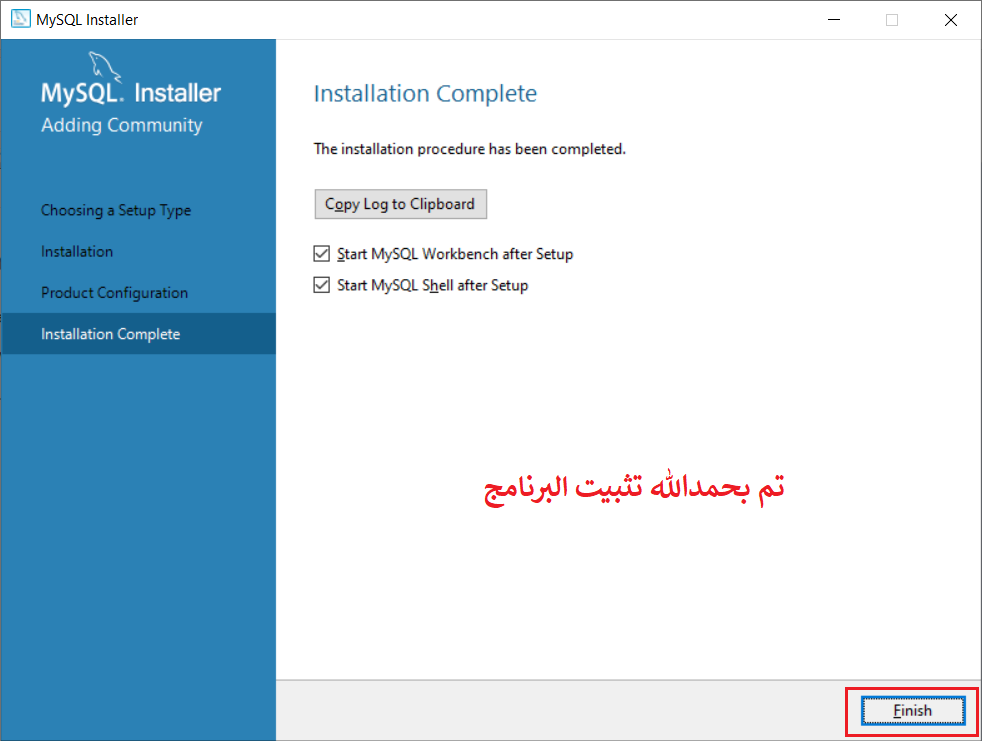 MySQL Installer
MySQL. Installer
Adding Community
Choosing a Setup Type
Installation
Product Configuration
Installation Complete
Installation Complete
The installation procedure has been completed.
Copy Log to Clipboard
Start MySQL Workbench after Setup
Start MySQL Shell after Setup
تم بحمدالله تثبيت البرنامج
Finish